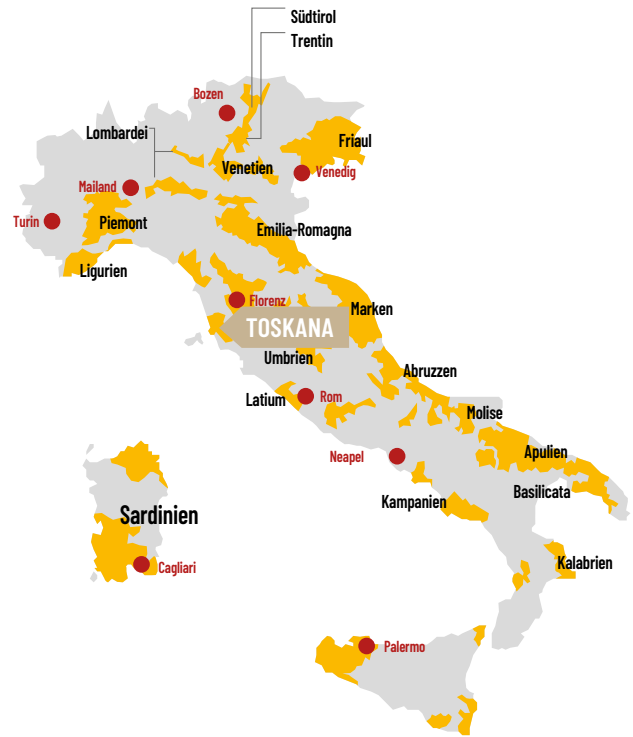 Südtirol
Trentin
Bozen
Lombardei
Friaul
Venetien
Venedig
Mailand
Turin
Piemont
Emilia-Romagna
Ligurien
Florenz
Marken
TOSKANA
Umbrien
Abruzzen
Latium
Rom
Molise
Neapel
Apulien
Basilicata
Kampanien
Sardinien
Kalabrien
Cagliari
Palermo